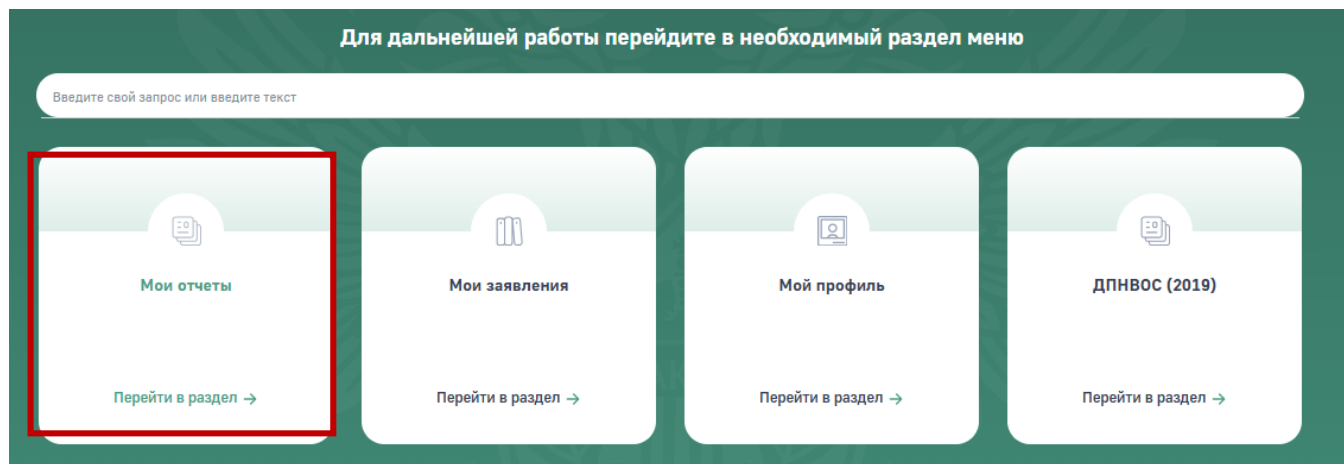 Для дальнейшей работы перейдите в необходимый раздел меню
Введите свой запрос или введите текст
Мои отчеты
Мои заявления
Мой профиль
ДПНВОС (2019)
Перейти в раздел →
Перейти в раздел →
Перейти в раздел →
Перейти в раздел →